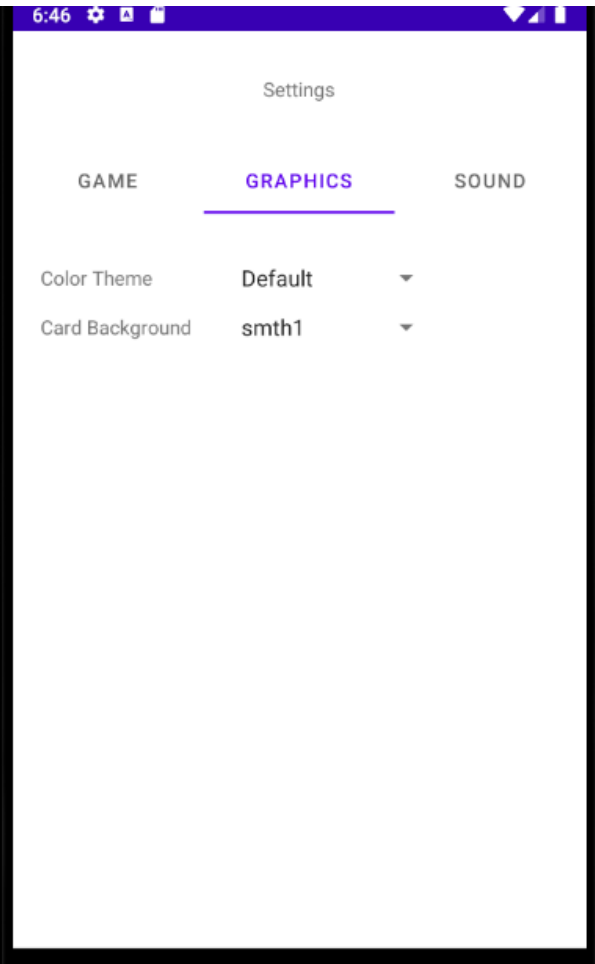 6:46
Settings
GAME GRAPHICS SOUND
Color Theme Default
Card Background smth1